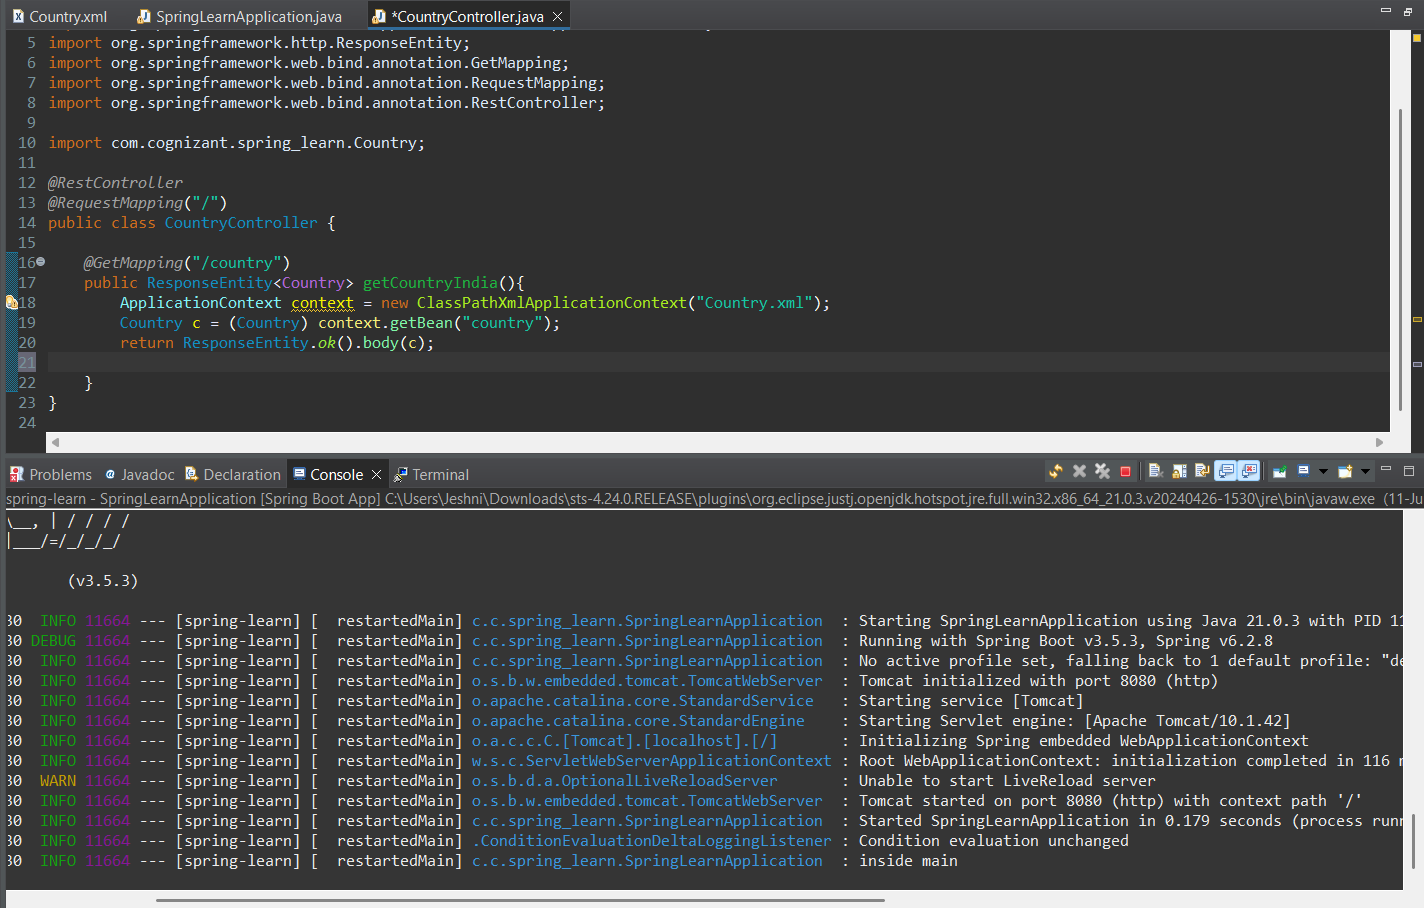 Country.xml SpringLearnApplication.java *CountryController.java
5 import org.springframework.http.ResponseEntity;
6 import org.springframework.web.bind.annotation.GetMapping;
7 import org.springframework.web.bind.annotation.RequestMapping;
8 import org.springframework.web.bind.annotation.RestController;
9
10 import com.cognizant.spring_learn.Country;
11
12 @RestController
13 @RequestMapping("/")
14 public class CountryController {
15
16 @GetMapping("/country")
17 public ResponseEntity<Country> getCountryIndia(){
18 ApplicationContext context = new ClassPathXmlApplicationContext("Country.xml");
19 Country c = (Country) context.getBean("country");
20 return ResponseEntity.ok().body(c);
21
22 }
23 }
24
Problems @ Javadoc Declaration Console Terminal
spring-learn - SpringLearnApplication [Spring Boot App] C:\Users\Jeshni\Downloads\sts-4.24.0.RELEASE\plugins\org.eclipse.justj.openjdk.hotspot.jre.full.win32.x86_64_21.0.3.v20240426-1530\jre\bin\javaw.exe (11-Ju
\__, | / / / /
|___/=/_/_/_/
(v3.5.3)
30 INFO 11664 --- [spring-learn] [ restartedMain] c.c.spring_learn.SpringLearnApplication : Starting SpringLearnApplication using Java 21.0.3 with PID 11
30 DEBUG 11664 --- [spring-learn] [ restartedMain] c.c.spring_learn.SpringLearnApplication : Running with Spring Boot v3.5.3, Spring v6.2.8
30 INFO 11664 --- [spring-learn] [ restartedMain] c.c.spring_learn.SpringLearnApplication : No active profile set, falling back to 1 default profile: "de
30 INFO 11664 --- [spring-learn] [ restartedMain] o.s.b.w.embedded.tomcat.TomcatWebServer : Tomcat initialized with port 8080 (http)
30 INFO 11664 --- [spring-learn] [ restartedMain] o.apache.catalina.core.StandardService : Starting service [Tomcat]
30 INFO 11664 --- [spring-learn] [ restartedMain] o.apache.catalina.core.StandardEngine : Starting Servlet engine: [Apache Tomcat/10.1.42]
30 INFO 11664 --- [spring-learn] [ restartedMain] o.a.c.c.C.[Tomcat].[localhost].[/] : Initializing Spring embedded WebApplicationContext
30 INFO 11664 --- [spring-learn] [ restartedMain] w.s.c.ServletWebServerApplicationContext : Root WebApplicationContext: initialization completed in 116 m
30 WARN 11664 --- [spring-learn] [ restartedMain] o.s.b.d.a.OptionalLiveReloadServer : Unable to start LiveReload server
30 INFO 11664 --- [spring-learn] [ restartedMain] o.s.b.w.embedded.tomcat.TomcatWebServer : Tomcat started on port 8080 (http) with context path '/'
30 INFO 11664 --- [spring-learn] [ restartedMain] c.c.spring_learn.SpringLearnApplication : Started SpringLearnApplication in 0.179 seconds (process runn
30 INFO 11664 --- [spring-learn] [ restartedMain] .ConditionEvaluationDeltaLoggingListener : Condition evaluation unchanged
30 INFO 11664 --- [spring-learn] [ restartedMain] c.c.spring_learn.SpringLearnApplication : inside main